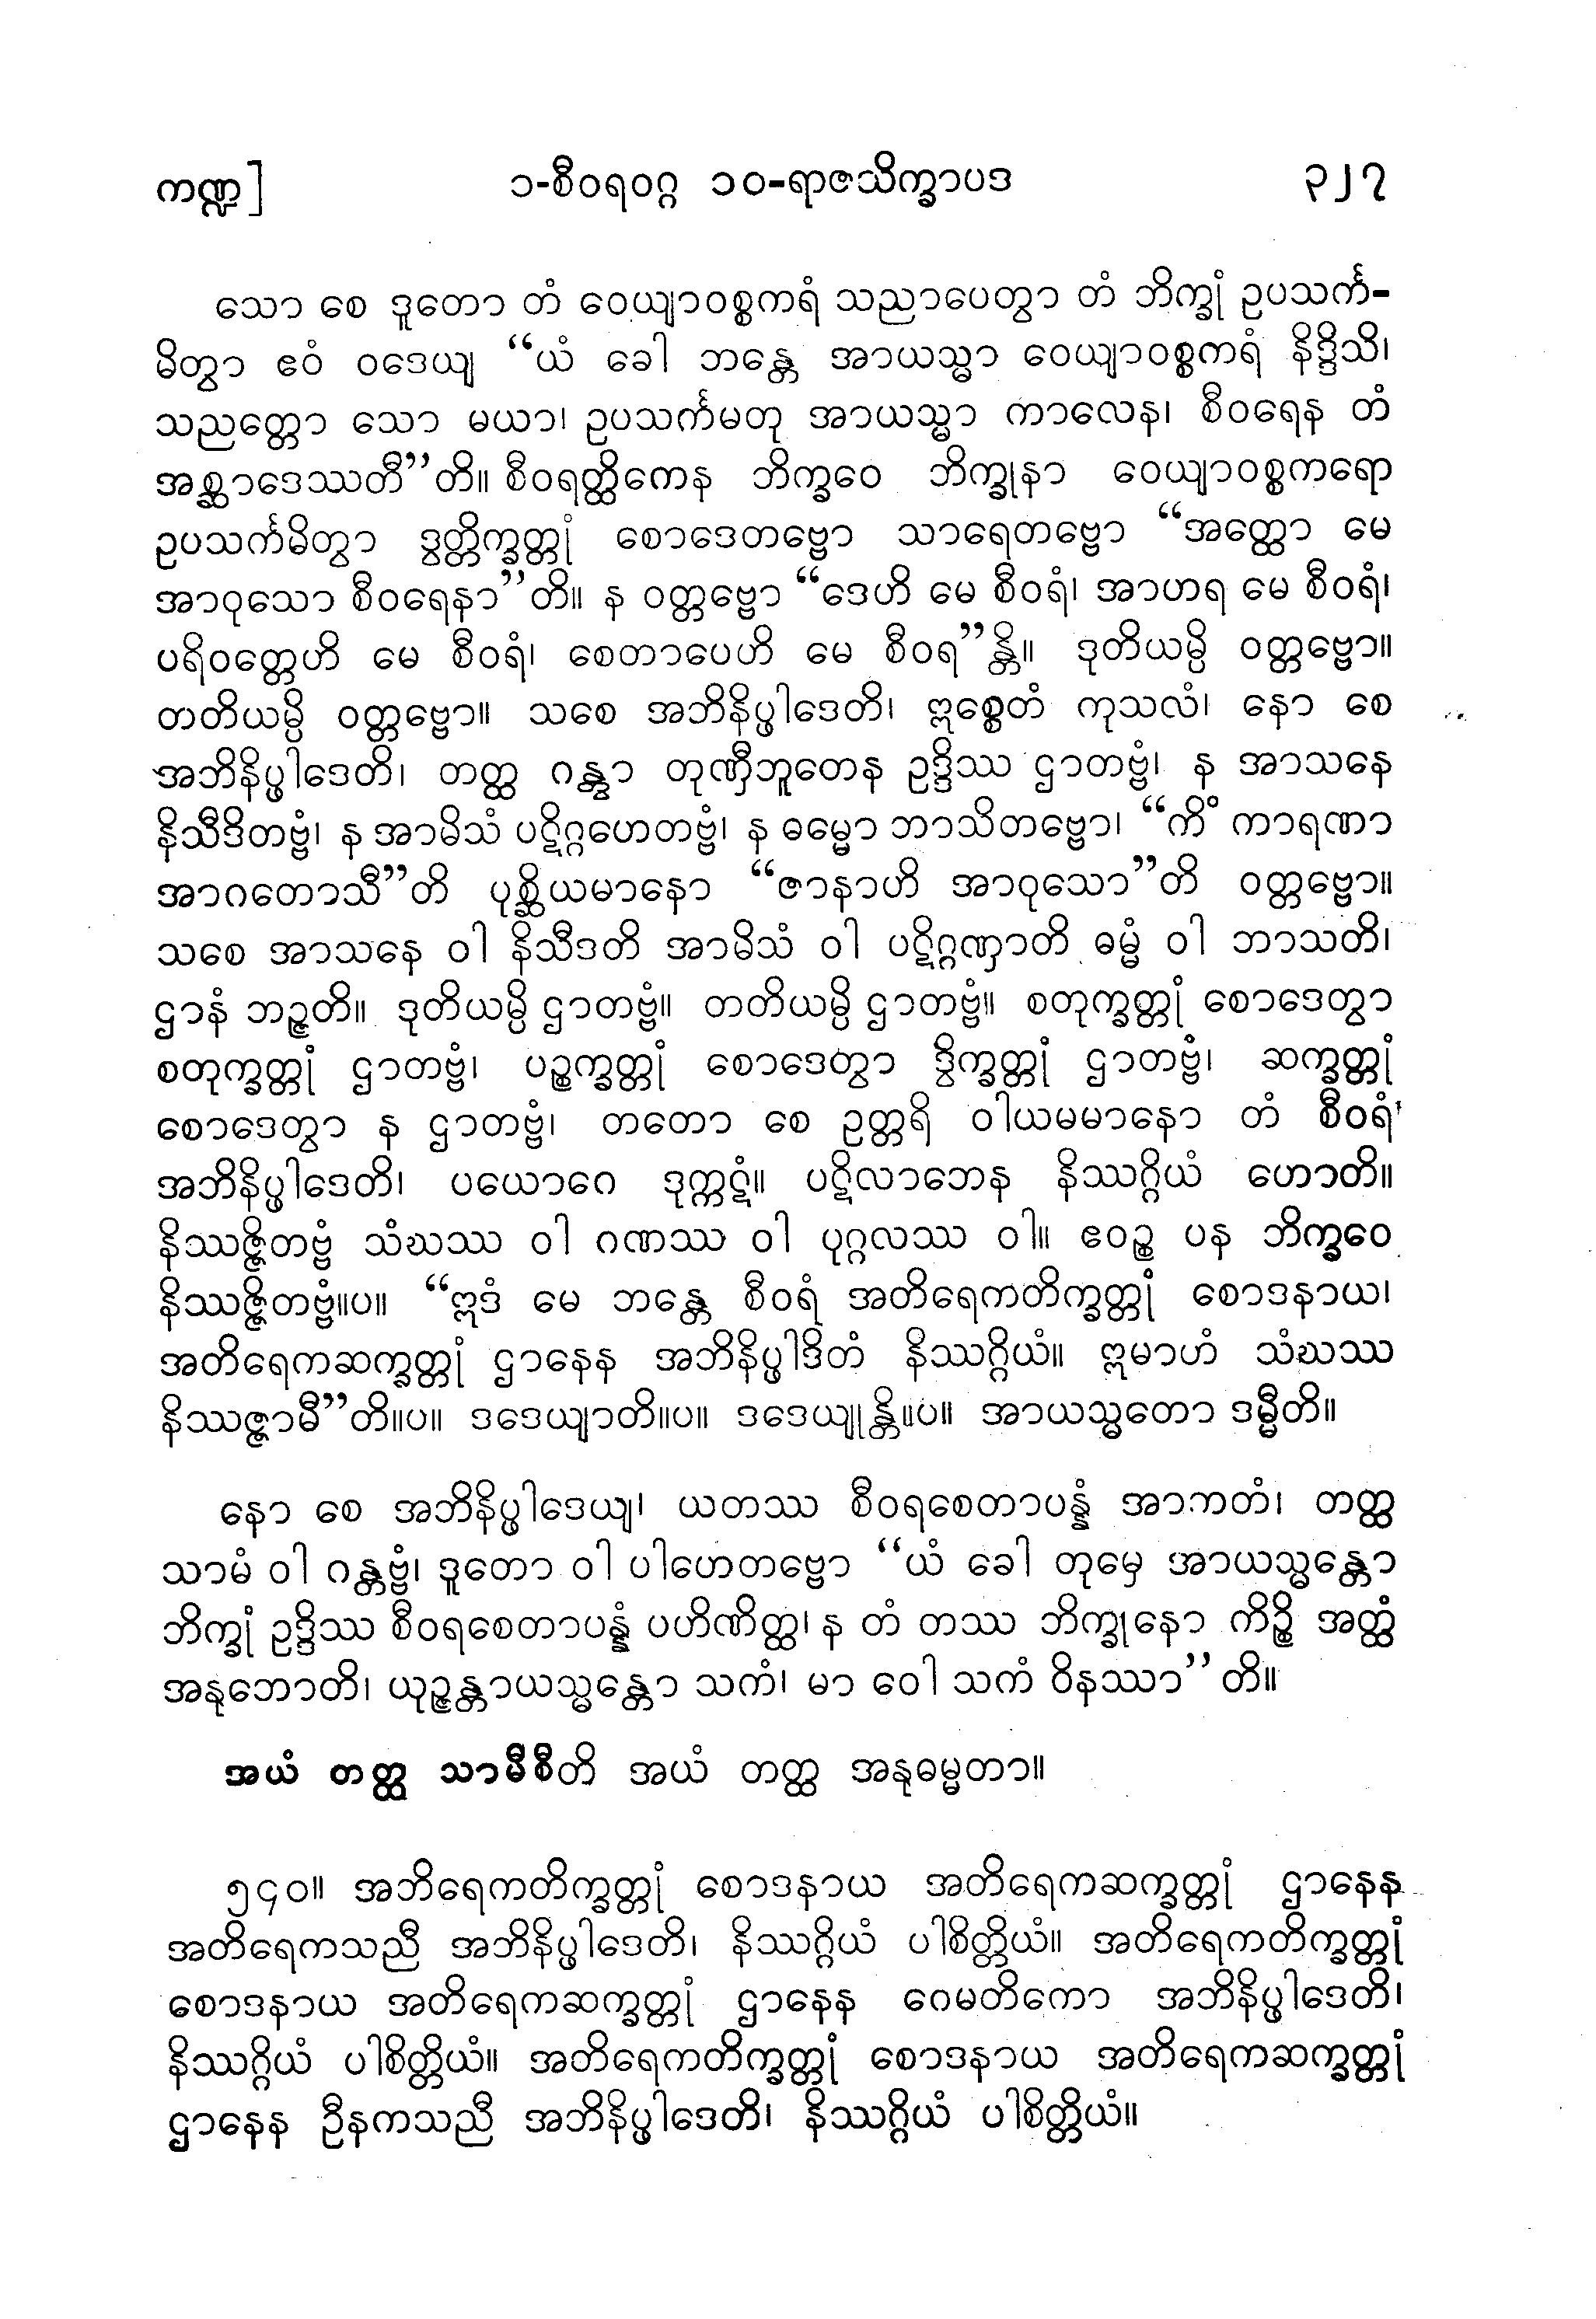 ကဏ္ဍ] ၁-စီဝရဝဂ္ဂ ၁၀-ရာဇသိက္ခာပဒ ၃၂၇
သော စေ ဒူတော တံ ဝေယျာဝစ္စကရံ သညာပေတွာ တံ ဘိက္ခုံ ဥပသင်္က-
မိတွာ ဧဝံ ဝဒေယျ “ယံ ခေါ ဘန္တေ အာယသ္မာ ဝေယျာဝစ္စကရံ နိဒ္ဒိသိ၊
သညတ္တော သော မယာ၊ ဥပသင်္ကမတု အာယသ္မာ ကာလေန၊ စီဝရေန တံ
အစ္ဆာဒေဿတီ”တိ။ စီဝရတ္ထိကေန ဘိက္ခဝေ ဘိက္ခုနာ ဝေယျာဝစ္စကရော
ဥပသင်္ကမိတွာ ဒွတ္တိက္ခတ္တုံ စောဒေတဗ္ဗော သာရေတဗ္ဗော “အတ္ထော မေ
အာဝုသော စီဝရေနာ”တိ။ န ဝတ္တဗ္ဗော “ဒေဟိ မေ စီဝရံ၊ အာဟရ မေ စီဝရံ၊
ပရိဝတ္တေဟိ မေ စီဝရံ၊ စေတာပေဟိ မေ စီဝရ”န္တိ။ ဒုတိယမ္ပိ ဝတ္တဗ္ဗော။
တတိယမ္ပိ ဝတ္တဗ္ဗော။ သစေ အဘိနိပ္ဖါဒေတိ၊ ဣစ္စေတံ ကုသလံ၊ နော စေ
အဘိနိပ္ဖါဒေတိ၊ တတ္ထ ဂန္တွာ တုဏှီဘူတေန ဥဒ္ဒိဿ ဌာတဗ္ဗံ၊ န အာသနေ
နိသီဒိတဗ္ဗံ၊ န အာမိသံ ပဋိဂ္ဂဟေတဗ္ဗံ၊ န ဓမ္မော ဘာသိတဗ္ဗော၊ “ကိံ ကာရဏာ
အာဂတောသီ”တိ ပုစ္ဆိယမာနော “ဇာနာဟိ အာဝုသော”တိ ဝတ္တဗ္ဗော။
သစေ အာသနေ ဝါ နိသီဒတိ အာမိသံ ဝါ ပဋိဂ္ဂဏှာတိ ဓမ္မံ ဝါ ဘာသတိ၊
ဌာနံ ဘဉ္ဇတိ။ ဒုတိယမ္ပိ ဌာတဗ္ဗံ။ တတိယမ္ပိ ဌာတဗ္ဗံ။ စတုက္ခတ္တုံ စောဒေတွာ
စတုက္ခတ္တုံ ဌာတဗ္ဗံ၊ ပဉ္စက္ခတ္တုံ စောဒေတွာ ဒွိက္ခတ္တုံ ဌာတဗ္ဗံ၊ ဆက္ခတ္တုံ
စောဒေတွာ န ဌာတဗ္ဗံ၊ တတော စေ ဥတ္တရိ ဝါယမမာနော တံ စီဝရံ
အဘိနိပ္ဖါဒေတိ၊ ပယောဂေ ဒုက္ကဋံ။ ပဋိလာဘေန နိဿဂ္ဂိယံ ဟောတိ။
နိဿဇ္ဇိတဗ္ဗံ သံဃဿ ဝါ ဂဏဿ ဝါ ပုဂ္ဂလဿ ဝါ။ ဧဝဉ္စ ပန ဘိက္ခဝေ
နိဿဇ္ဇိတဗ္ဗံ။ပ။ “ဣဒံ မေ ဘန္တေ စီဝရံ အတိရေကတိက္ခတ္တုံ စောဒနာယ၊
အတိရေကဆက္ခတ္တုံ ဌာနေန အဘိနိပ္ဖါဒိတံ နိဿဂ္ဂိယံ။ ဣမာဟံ သံဃဿ
နိဿဇ္ဇာမီ”တိ။ပ။ ဒဒေယျာတိ။ပ။ ဒဒေယျုန္တိ။ပ။ အာယသ္မတော ဒမ္မီတိ။
နော စေ အဘိနိပ္ဖါဒေယျ၊ ယတဿ စီဝရစေတာပန္နံ အာဘတံ၊ တတ္ထ
သာမံ ဝါ ဂန္တဗ္ဗံ၊ ဒူတော ဝါ ပါဟေတဗ္ဗော “ယံ ခေါ တုမှေ အာယသ္မန္တော
ဘိက္ခုံ ဥဒ္ဒိဿ စီဝရစေတာပန္နံ ပဟိဏိတ္ထ၊ န တံ တဿ ဘိက္ခုနော ကိဉ္စိ အတ္ထံ
အနုဘောတိ၊ ယုဉ္ဇန္တာယသ္မန္တော သကံ၊ မာ ဝေါ သကံ ဝိနဿာ”တိ။
အယံ တတ္ထ သာမီစီတိ အယံ တတ္ထ အနုဓမ္မတာ။
၅၄၀။ အဘိရေကတိက္ခတ္တုံ စောဒနာယ အတိရေကဆက္ခတ္တုံ ဌာနေန
အတိရေကသညီ အဘိနိပ္ဖါဒေတိ၊ နိဿဂ္ဂိယံ ပါစိတ္တိယံ။ အတိရေကတိက္ခတ္တုံ
စောဒနာယ အတိရေကဆက္ခတ္တုံ ဌာနေန ဝေမတိကော အဘိနိပ္ဖါဒေတိ၊
နိဿဂ္ဂိယံ ပါစိတ္တိယံ။ အတိရေကတိက္ခတ္တုံ စောဒနာယ အတိရေကဆက္ခတ္တုံ
ဌာနေန ဦနကသညီ အဘိနိပ္ဖါဒေတိ၊ နိဿဂ္ဂိယံ ပါစိတ္တိယံ။